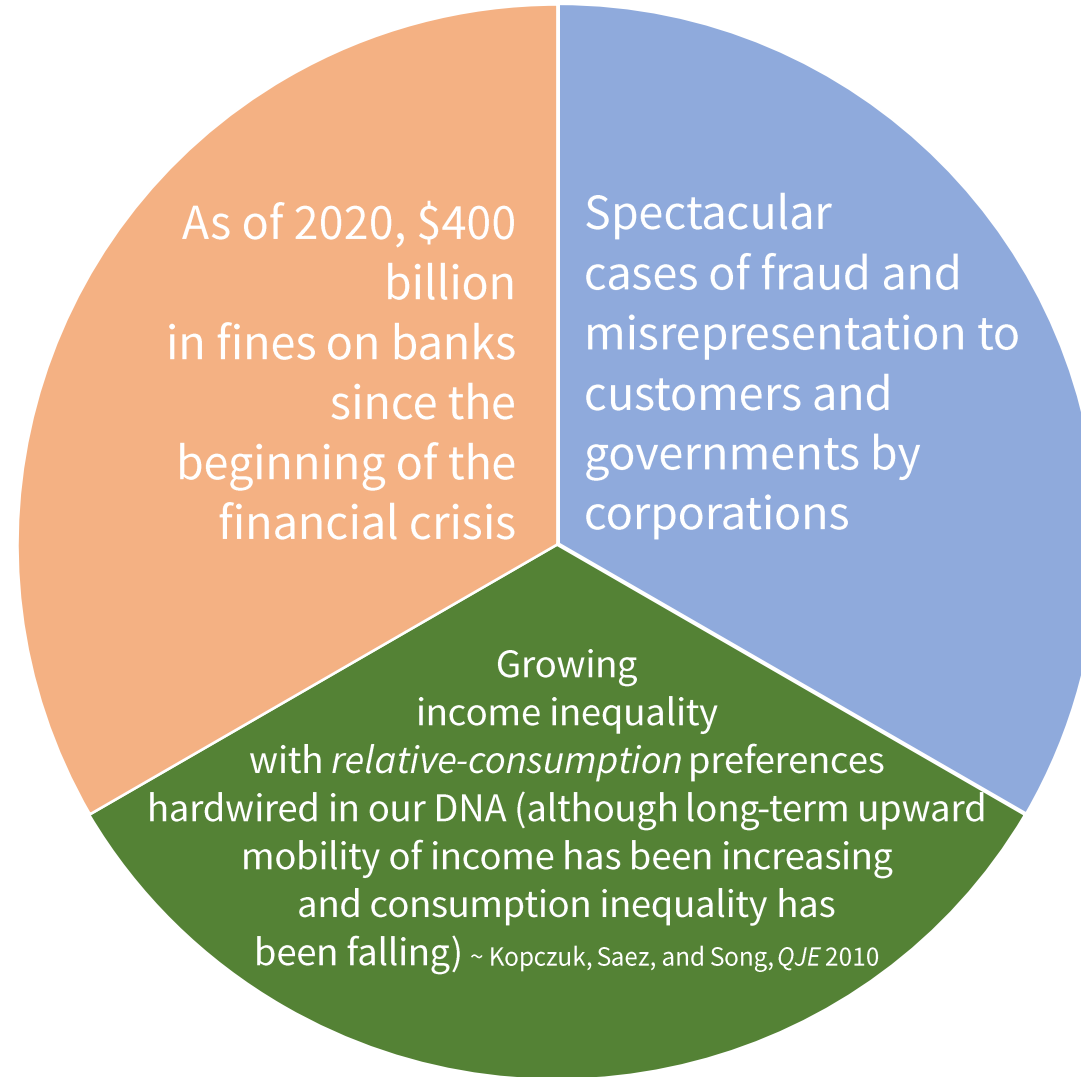 As of 2020, $400
billion
in fines on banks
since the
beginning of the
financial crisis
Spectacular
cases of fraud and
misrepresentation to
customers and
governments by
corporations
Growing
income inequality
with relative-consumption preferences
hardwired in our DNA (although long-term upward
mobility of income has been increasing
and consumption inequality has
been falling) ~ Kopczuk, Saez, and Song, QJE 2010